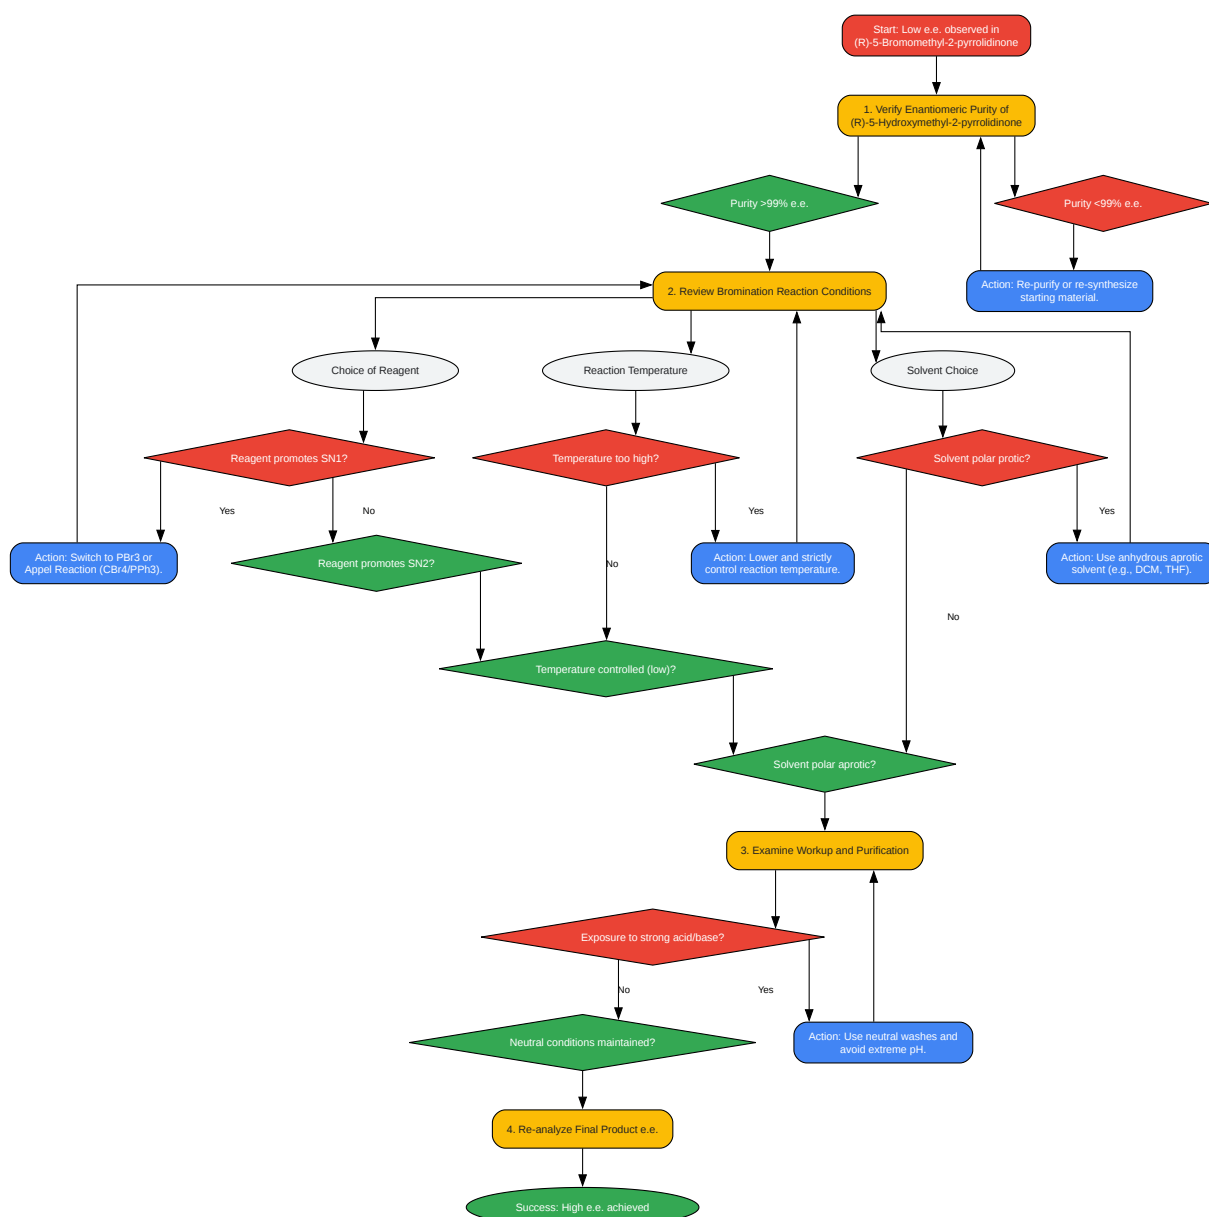 Start: Low e.e. observed in
(R)-5-Bromomethyl-2-pyrrolidinone
1. Verify Enantiomeric Purity of
(R)-5-Hydroxymethyl-2-pyrrolidinone
Purity >99% e.e.
Purity <99% e.e.
Action: Re-purify or re-synthesize
starting material.
2. Review Bromination Reaction Conditions
Choice of Reagent
Reaction Temperature
Solvent Choice
Reagent promotes SN1?
Temperature too high?
Solvent polar protic?
Yes
No
Yes
Yes
Action: Switch to PBr3 or
Appel Reaction (CBr4/PPh3).
Reagent promotes SN2?
No
Action: Lower and strictly
control reaction temperature.
Action: Use anhydrous aprotic
solvent (e.g., DCM, THF).
No
Temperature controlled (low)?
Solvent polar aprotic?
3. Examine Workup and Purification
Exposure to strong acid/base?
No
Yes
Neutral conditions maintained?
Action: Use neutral washes and
avoid extreme pH.
4. Re-analyze Final Product e.e.
Success: High e.e. achieved